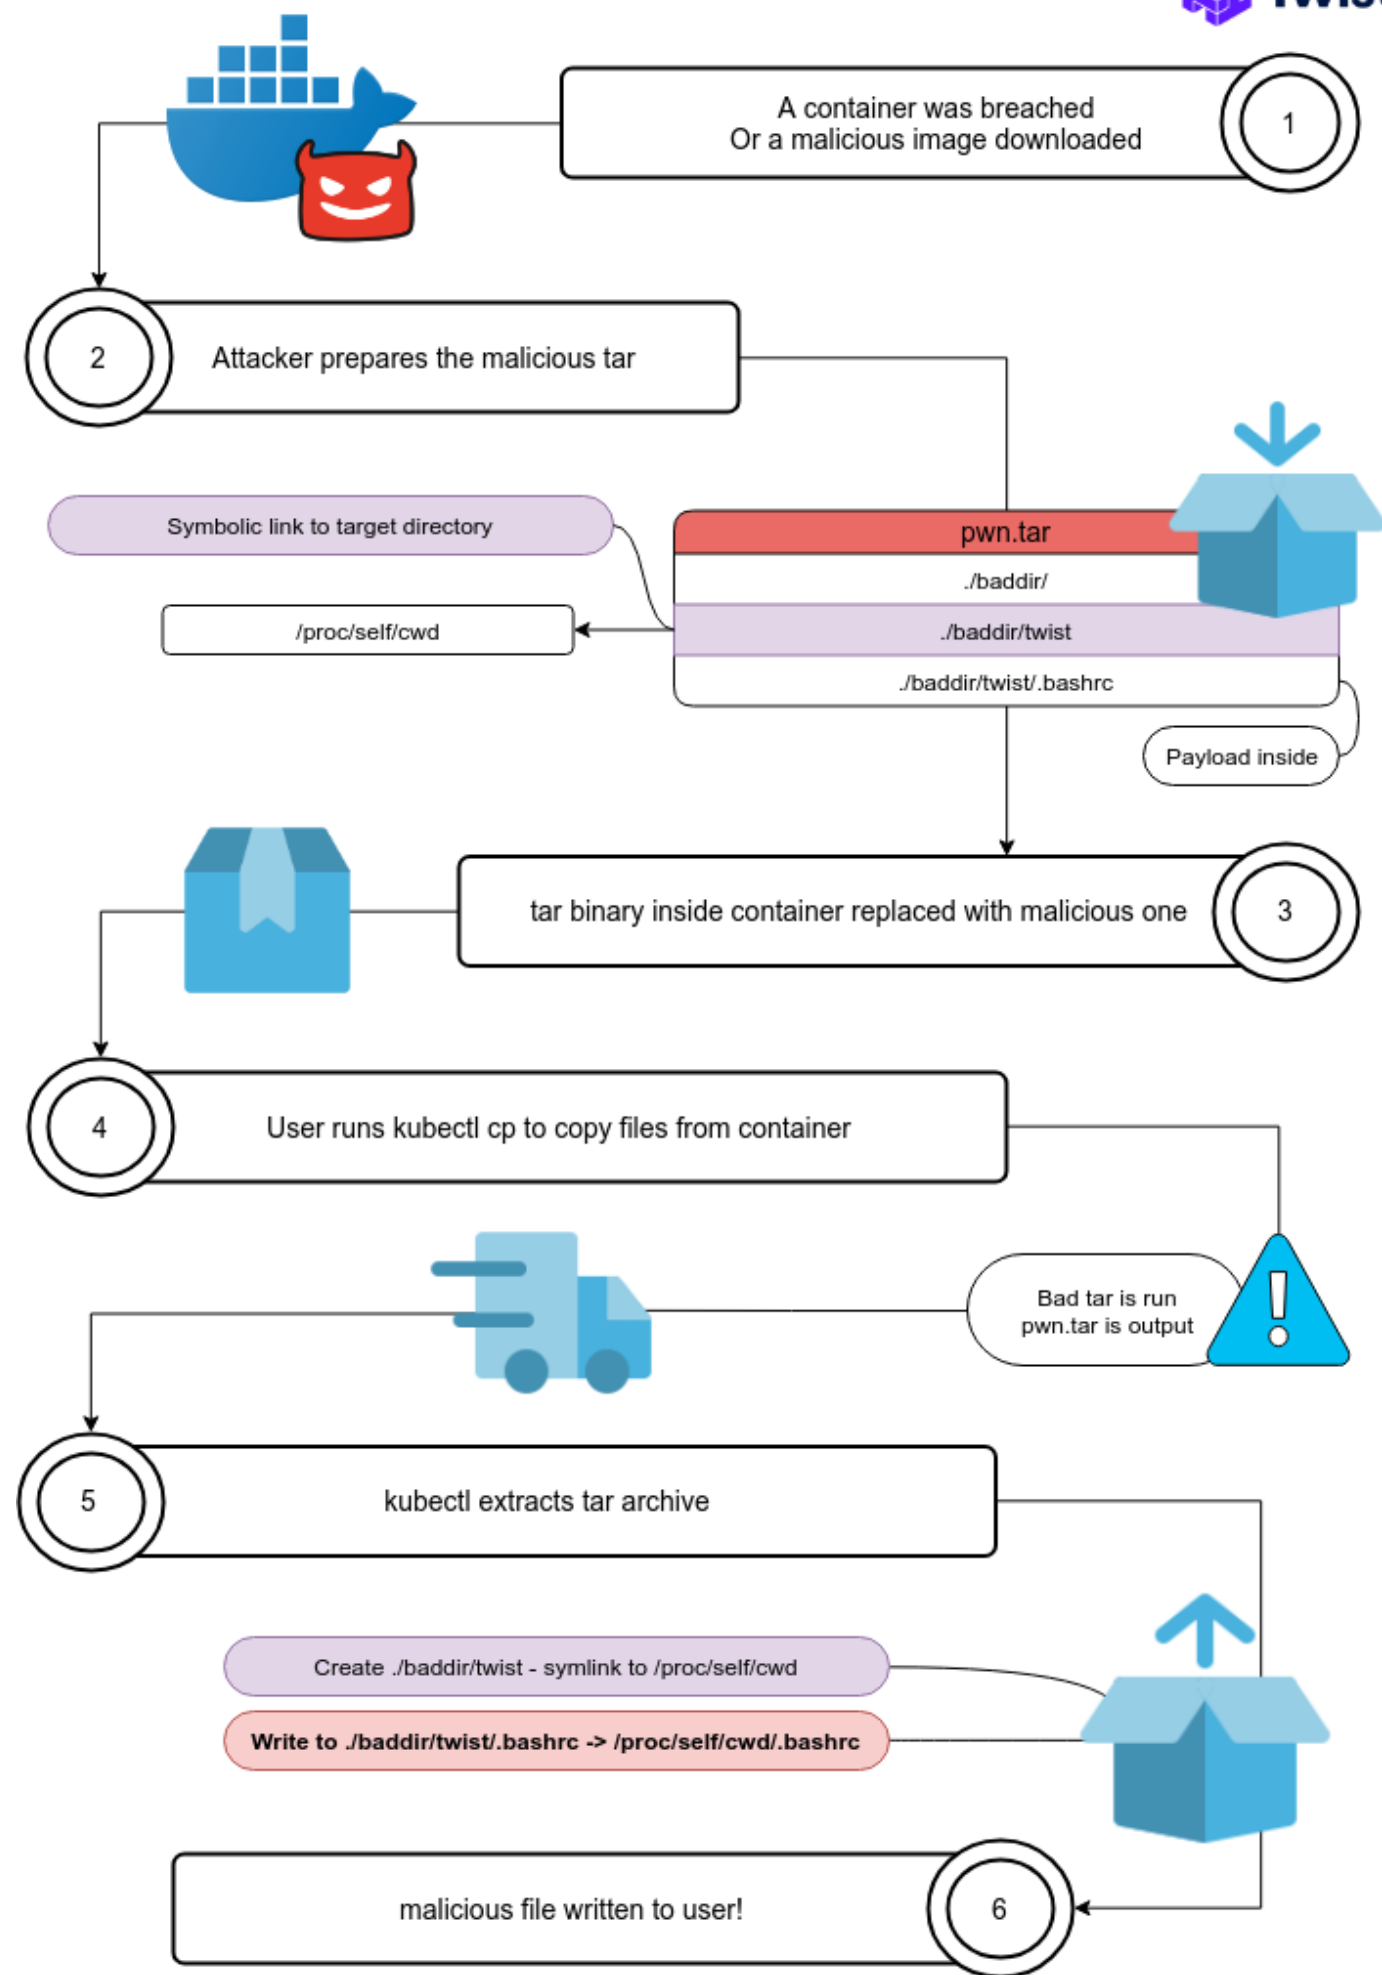 A container was breached
Or a malicious image downloaded
1
2
Attacker prepares the malicious tar
Symbolic link to target directory
pwn.tar
./baddir/
/proc/self/cwd
./baddir/twist
./baddir/twist/.bashrc
Payload inside
tar binary inside container replaced with malicious one
3
4
User runs kubectl cp to copy files from container
Bad tar is run
pwn.tar is output
5
kubectl extracts tar archive
Create ./baddir/twist - symlink to /proc/self/cwd
Write to ./baddir/twist/.bashrc -> /proc/self/cwd/.bashrc
malicious file written to user!
6